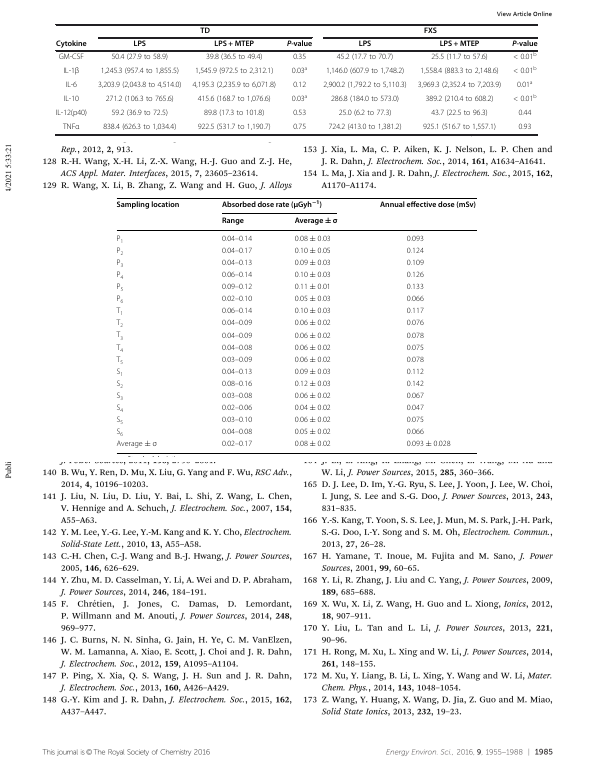 View Article Online
TD FXS
Cytokine LPS LPS + MTEP P-value LPS LPS + MTEP P-value
GM-CSF 50.4 (27.9 to 58.9) 39.8 (36.5 to 49.4) 0.35 45.2 (17.7 to 70.7) 25.5 (11.7 to 57.6) < 0.01b
IL-1β 1,245.3 (957.4 to 1,855.5) 1,545.9 (972.5 to 2,312.1) 0.03a 1,146.0 (607.9 to 1,748.2) 1,558.4 (883.3 to 2,148.6) < 0.01b
IL-6 3,203.9 (2,043.8 to 4,514.0) 4,195.3 (2,235.9 to 6,071.8) 0.12 2,900.2 (1,792.2 to 5,110.3) 3,969.3 (2,352.4 to 7,203.9) 0.01a
IL-10 271.2 (106.3 to 765.6) 415.6 (168.7 to 1,076.6) 0.03a 286.8 (184.0 to 573.0) 389.2 (210.4 to 608.2) < 0.01b
IL-12(p40) 59.2 (36.9 to 72.5) 89.8 (17.3 to 101.8) 0.53 25.0 (6.2 to 77.3) 43.7 (22.5 to 96.3) 0.44
TNFα 838.4 (626.3 to 1,034.4) 922.5 (531.7 to 1,190.7) 0.75 724.2 (413.0 to 1381.2) 925.1 (516.7 to 1,557.1) 0.93
Rep., 2012, 2, 913.
128 R.-H. Wang, X.-H. Li, Z.-X. Wang, H.-J. Guo and Z.-J. He,
ACS Appl. Mater. Interfaces, 2015, 7, 23605–23614.
129 R. Wang, X. Li, B. Zhang, Z. Wang and H. Guo, J. Alloys
153 J. Xia, L. Ma, C. P. Aiken, K. J. Nelson, L. P. Chen and
J. R. Dahn, J. Electrochem. Soc., 2014, 161, A1634–A1641.
154 L. Ma, J. Xia and J. R. Dahn, J. Electrochem. Soc., 2015, 162,
A1170–A1174.
Sampling location Absorbed dose rate (μGyh−1) Annual effective dose (mSv)
Range Average ± σ
P1 0.04–0.14 0.08 ± 0.03 0.093
P2 0.04–0.17 0.10 ± 0.05 0.124
P3 0.04–0.13 0.09 ± 0.03 0.109
P4 0.06–0.14 0.10 ± 0.03 0.126
P5 0.09–0.12 0.11 ± 0.01 0.133
P6 0.02–0.10 0.05 ± 0.03 0.066
T1 0.06–0.14 0.10 ± 0.03 0.117
T2 0.04–0.09 0.06 ± 0.02 0.076
T3 0.04–0.09 0.06 ± 0.02 0.078
T4 0.04–0.08 0.06 ± 0.02 0.075
T5 0.03–0.09 0.06 ± 0.02 0.078
S1 0.04–0.13 0.09 ± 0.03 0.112
S2 0.08–0.16 0.12 ± 0.03 0.142
S3 0.03–0.08 0.06 ± 0.02 0.067
S4 0.02–0.06 0.04 ± 0.02 0.047
S5 0.03–0.10 0.06 ± 0.02 0.075
S6 0.04–0.08 0.05 ± 0.02 0.066
Average ± σ 0.02–0.17 0.08 ± 0.02 0.093 ± 0.028
140 B. Wu, Y. Ren, D. Mu, X. Liu, G. Yang and F. Wu, RSC Adv.,
2014, 4, 10196–10203.
141 J. Liu, N. Liu, D. Liu, Y. Bai, L. Shi, Z. Wang, L. Chen,
V. Hennige and A. Schuch, J. Electrochem. Soc., 2007, 154,
A55–A63.
142 Y. M. Lee, Y.-G. Lee, Y.-M. Kang and K. Y. Cho, Electrochem.
Solid-State Lett., 2010, 13, A55–A58.
143 C.-H. Chen, C.-J. Wang and B.-J. Hwang, J. Power Sources,
2005, 146, 626–629.
144 Y. Zhu, M. D. Casselman, Y. Li, A. Wei and D. P. Abraham,
J. Power Sources, 2014, 246, 184–191.
145 F. Chrétien, J. Jones, C. Damas, D. Lemordant,
P. Willmann and M. Anouti, J. Power Sources, 2014, 248,
969–977.
146 J. C. Burns, N. N. Sinha, G. Jain, H. Ye, C. M. VanElzen,
W. M. Lamanna, A. Xiao, E. Scott, J. Choi and J. R. Dahn,
J. Electrochem. Soc., 2012, 159, A1095–A1104.
147 P. Ping, X. Xia, Q. S. Wang, J. H. Sun and J. R. Dahn,
J. Electrochem. Soc., 2013, 160, A426–A429.
148 G.-Y. Kim and J. R. Dahn, J. Electrochem. Soc., 2015, 162,
A437–A447.
W. Li, J. Power Sources, 2015, 285, 360–366.
165 D. J. Lee, D. Im, Y.-G. Ryu, S. Lee, J. Yoon, J. Lee, W. Choi,
I. Jung, S. Lee and S.-G. Doo, J. Power Sources, 2013, 243,
831–835.
166 Y.-S. Kang, T. Yoon, S. S. Lee, J. Mun, M. S. Park, J.-H. Park,
S.-G. Doo, I.-Y. Song and S. M. Oh, Electrochem. Commun.,
2013, 27, 26–28.
167 H. Yamane, T. Inoue, M. Fujita and M. Sano, J. Power
Sources, 2001, 99, 60–65.
168 Y. Li, R. Zhang, J. Liu and C. Yang, J. Power Sources, 2009,
189, 685–688.
169 X. Wu, X. Li, Z. Wang, H. Guo and L. Xiong, Ionics, 2012,
18, 907–911.
170 Y. Liu, L. Tan and L. Li, J. Power Sources, 2013, 221,
90–96.
171 H. Rong, M. Xu, L. Xing and W. Li, J. Power Sources, 2014,
261, 148–155.
172 M. Xu, Y. Liang, B. Li, L. Xing, Y. Wang and W. Li, Mater.
Chem. Phys., 2014, 143, 1048–1054.
173 Z. Wang, Y. Huang, X. Wang, D. Jia, Z. Guo and M. Miao,
Solid State Ionics, 2013, 232, 19–23.
4/2021 5:33:21
Publi
This journal is © The Royal Society of Chemistry 2016
Energy Environ. Sci., 2016, 9, 1955–1988 | 1985